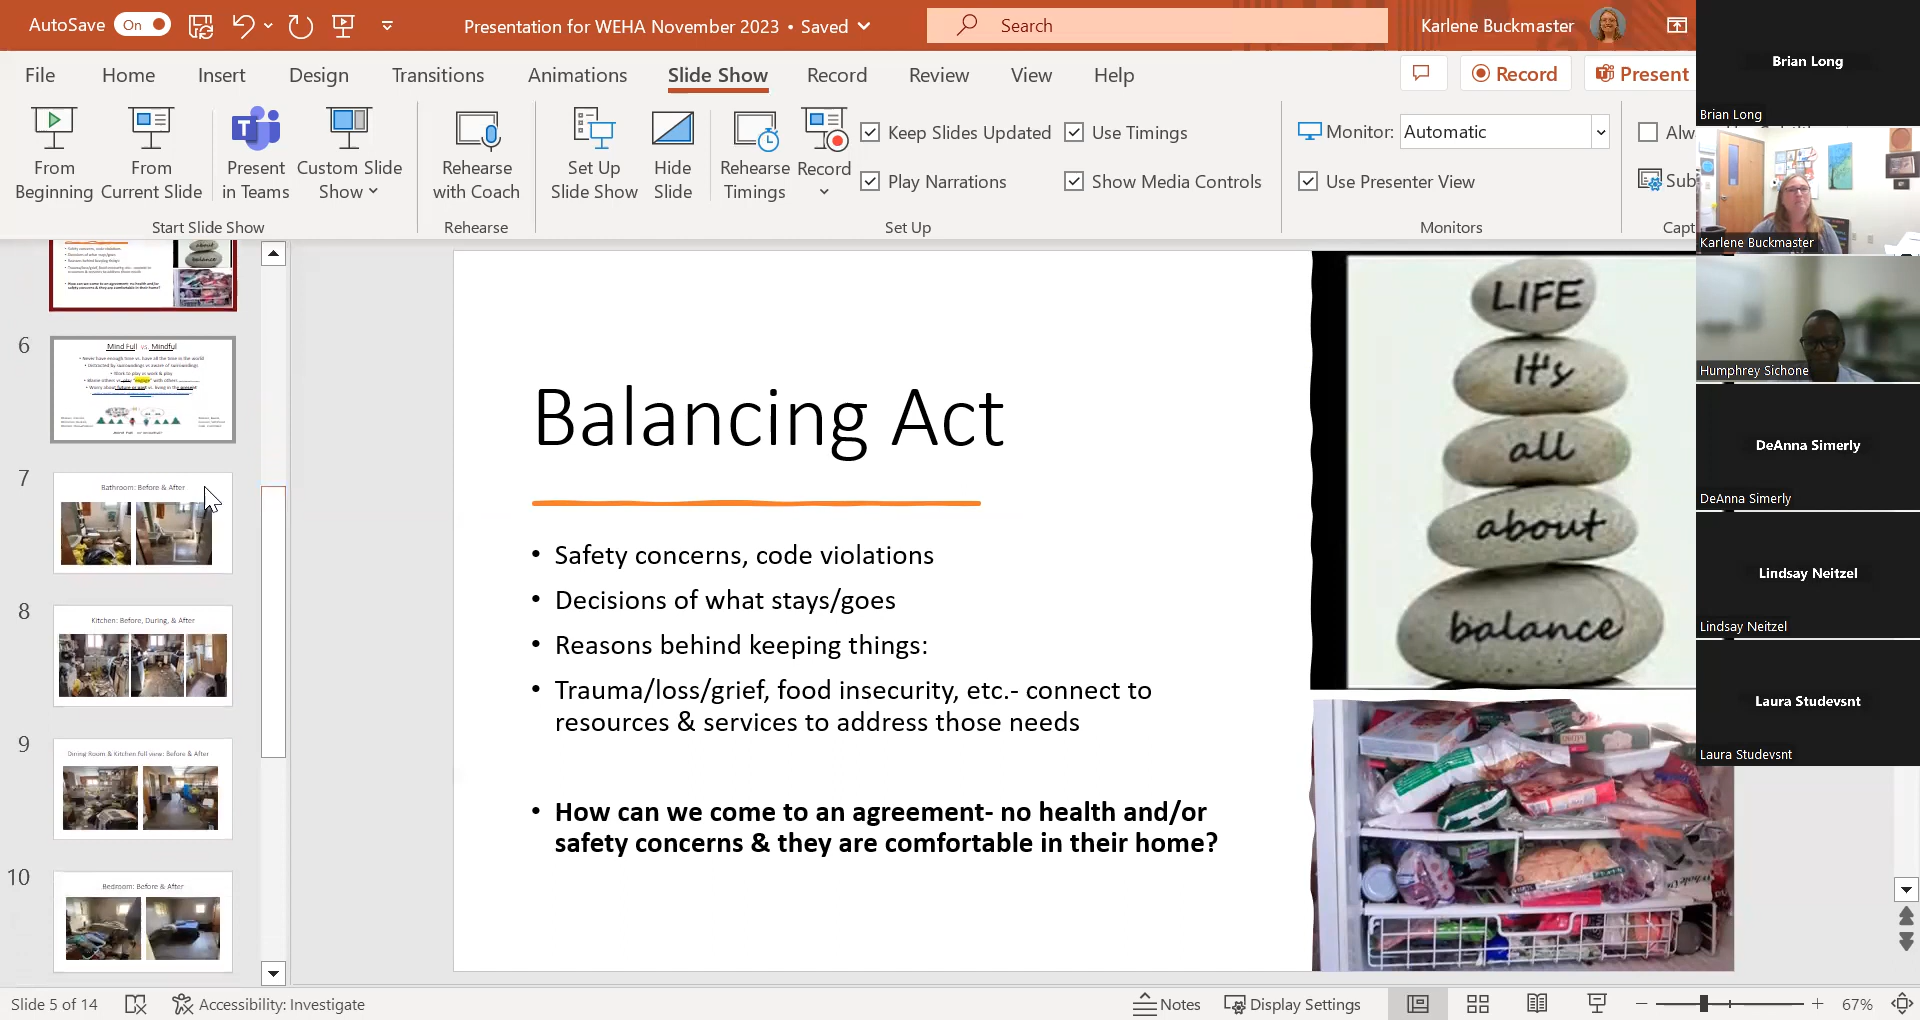 AutoSave On Presentation for WEHA November 2023 • Saved Search Karlene Buckmaster
File Home Insert Design Transitions Animations Slide Show Record Review View Help Record Present
From Beginning
From Current Slide
Present in Teams
Custom Slide Show
Rehearse with Coach
Set Up Slide Show
Hide Slide
Rehearse Timings
Record
Keep Slides Updated
Play Narrations
Use Timings
Show Media Controls
Monitor: Automatic
Use Presenter View
Start Slide Show Rehearse Set Up Monitors
6
Mind Full vs. Mindful
7
Bathroom: Before & After
8
Kitchen: Before, During, & After
9
Dining Room & Kitchen full view: Before & After
10
Bedroom: Before & After
Balancing Act
• Safety concerns, code violations
• Decisions of what stays/goes
• Reasons behind keeping things:
• Trauma/loss/grief, food insecurity, etc.- connect to
resources & services to address those needs
• How can we come to an agreement- no health and/or
safety concerns & they are comfortable in their home?
LIFE
It's
all
about
balance
Brian Long
Brian Long
Karlene Buckmaster
Humphrey Sichone
DeAnna Simerly
DeAnna Simerly
Lindsay Neitzel
Lindsay Neitzel
Laura Studevsnt
Laura Studevsnt
Slide 5 of 14 Accessibility: Investigate Notes Display Settings 67%